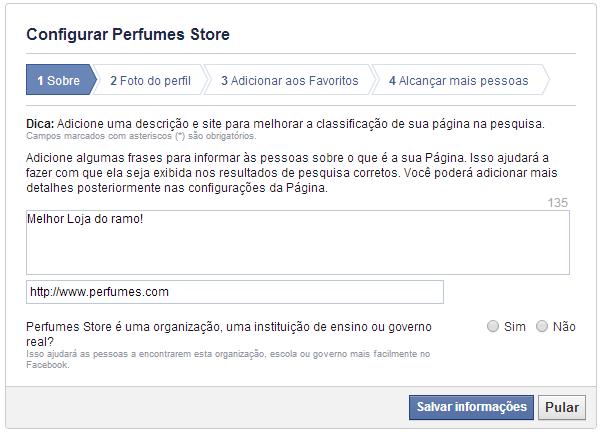 Configurar Perfumes Store
1 Sobre 2 Foto do perfil 3 Adicionar aos Favoritos 4 Alcançar mais pessoas
Dica: Adicione uma descrição e site para melhorar a classificação de sua página na pesquisa.
Campos marcados com asteriscos (*) são obrigatórios.
Adicione algumas frases para informar às pessoas sobre o que é a sua Página. Isso ajudará a
fazer com que ela seja exibida nos resultados de pesquisa corretos. Você poderá adicionar mais
detalhes posteriormente nas configurações da Página.
135
Melhor Loja do ramo!
http://www.perfumes.com
Perfumes Store é uma organização, uma instituição de ensino ou governo
real?
Sim Não
Isso ajudará as pessoas a encontrarem esta organização, escola ou governo mais facilmente no
Facebook.
Salvar informações Pular